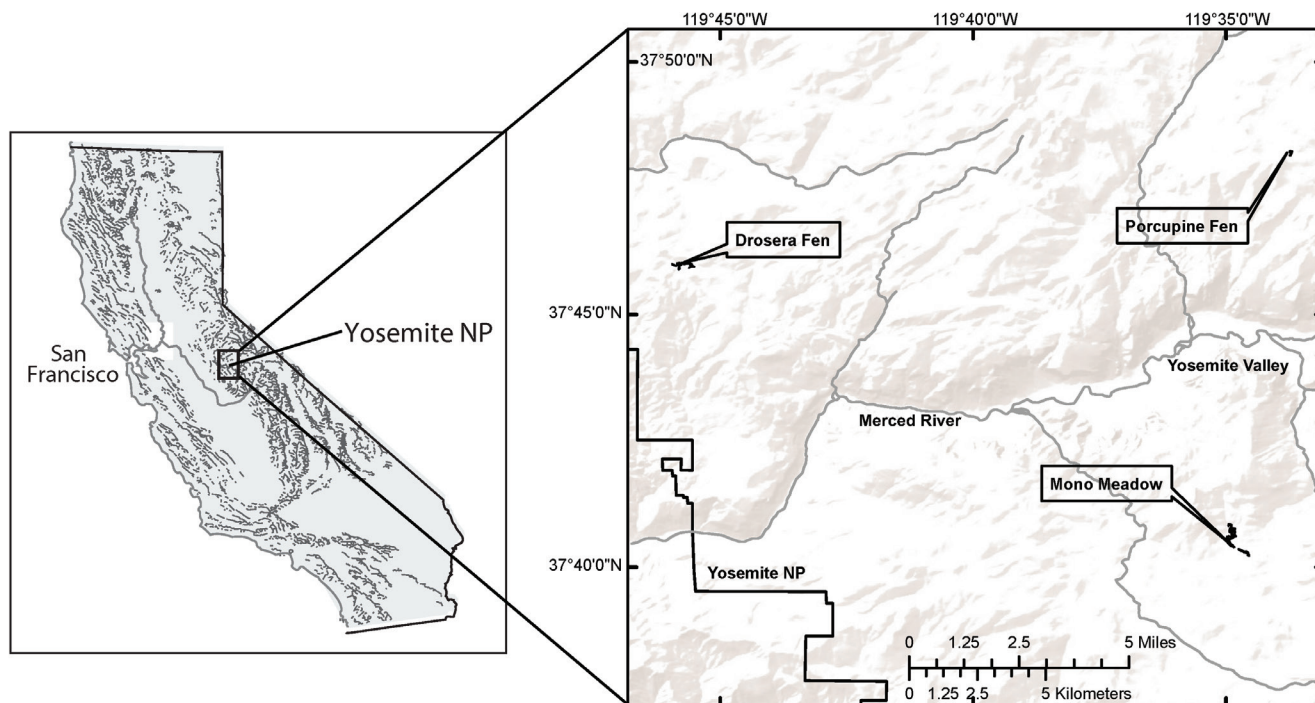 119°45'0"W
119°40'0"W
119°35'0"W
37°50'0"N
Porcupine Fen
Drosera Fen
37°45'0"N
Yosemite NP
San
Francisco
Yosemite Valley
Merced River
Mono Meadow
37°40'0"N
Yosemite NP
0 1.25 2.5 5 Miles
0 1.25 2.5 5 Kilometers